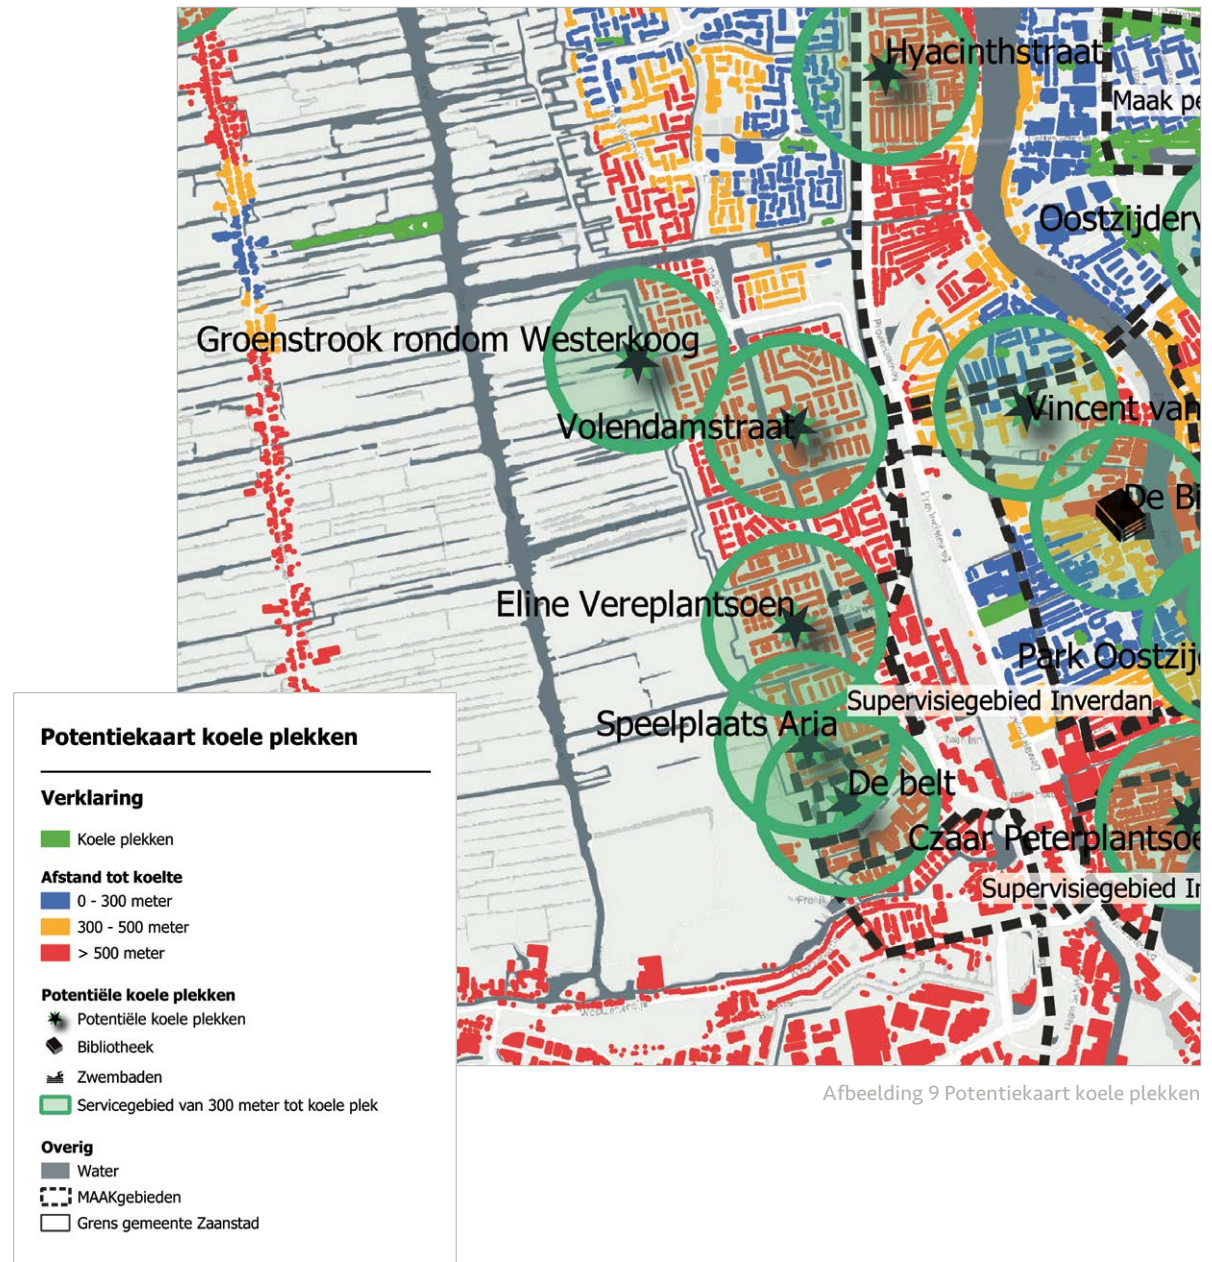 Hyacinthstraat
Maak pe
Oostzijderv
Groenstrook rondom Westerkoog
Volendamstraat
Vincent van
De Bi
Eline Vereplantsoen
Park Oostzij
Supervisiegebied Inverdan
Speelplaats Aria
De belt
Czaar Peterplantsoe
Supervisiegebied Ir
Potentiekaart koele plekken
Verklaring
Koele plekken
Afstand tot koelte
0 - 300 meter
300 - 500 meter
> 500 meter
Potentiële koele plekken
Potentiële koele plekken
Bibliotheek
Zwembaden
Servicegebied van 300 meter tot koele plek
Overig
Water
MAAKgebieden
Grens gemeente Zaanstad
Afbeelding 9 Potentiekaart koele plekken